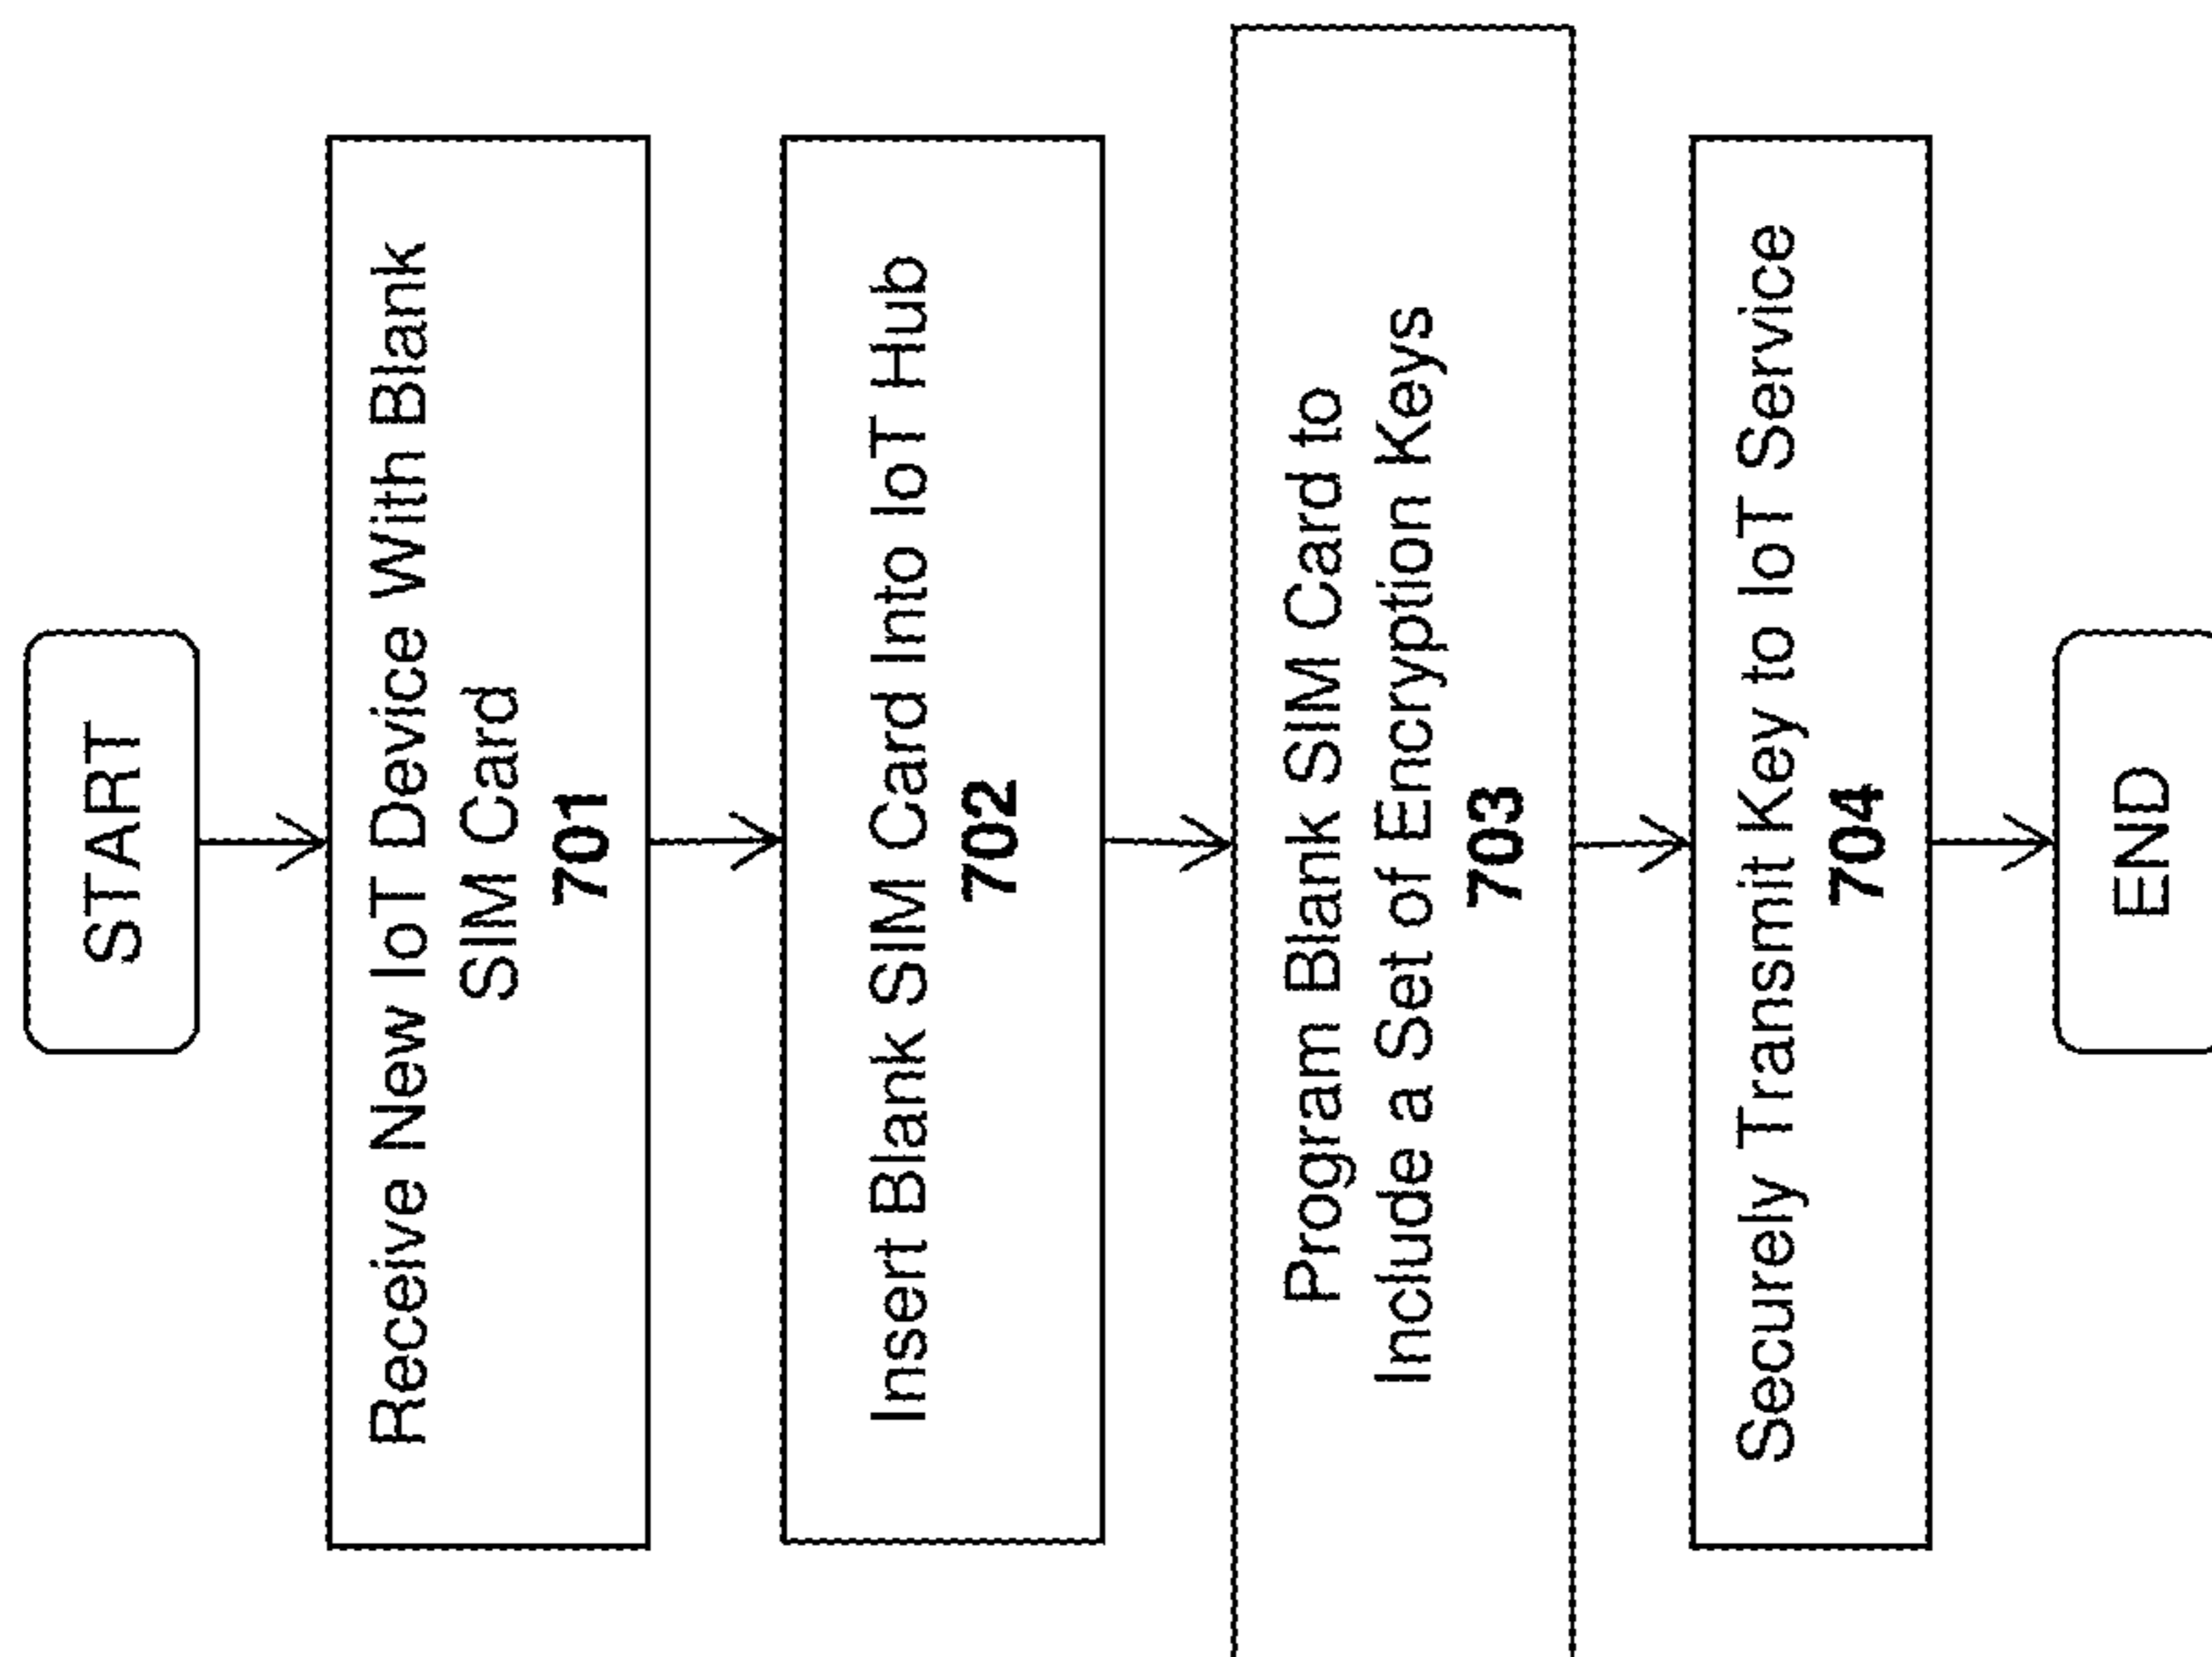 START
Receive New IoT Device With Blank
SIM Card
701
Insert Blank SIM Card Into IoT Hub
702
Program Blank SIM Card to
Include a Set of Encryption Keys
703
Securely Transmit Key to IoT Service
704
END